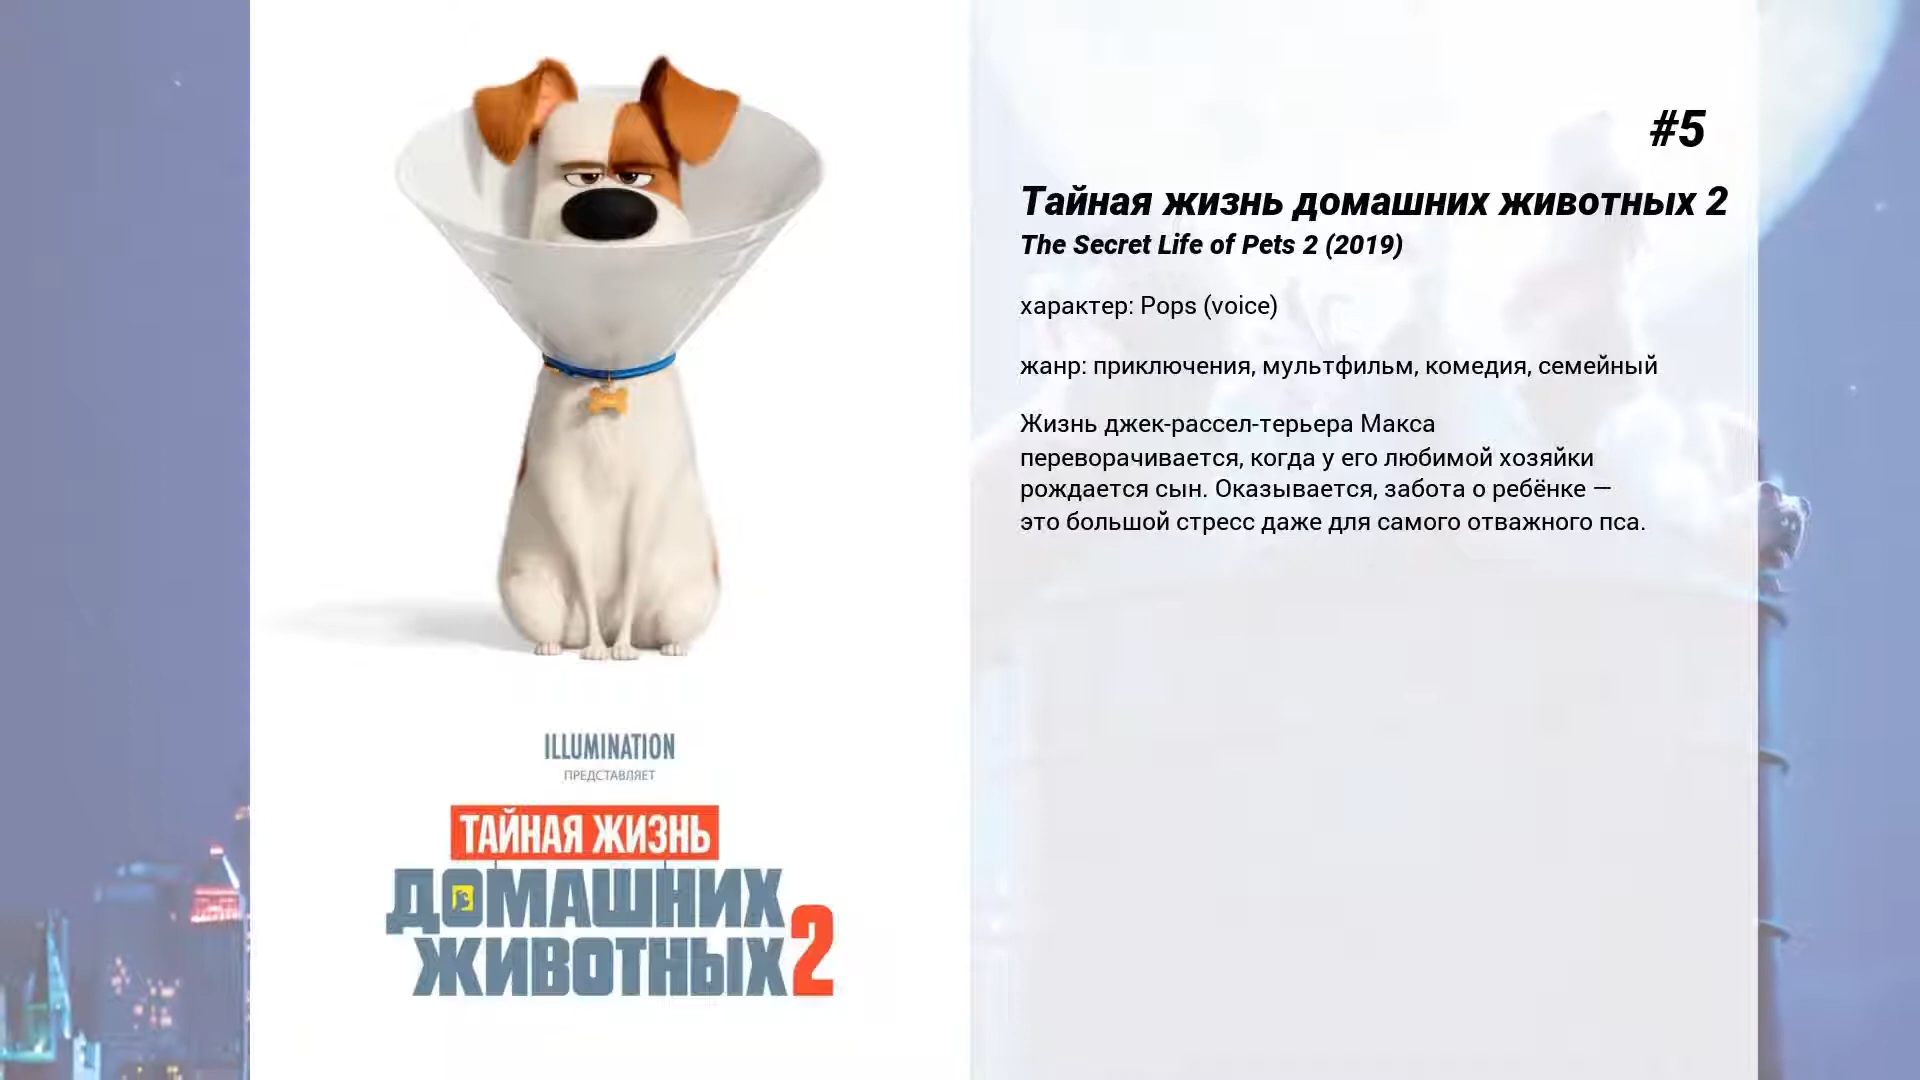 #5
Тайная жизнь домашних животных 2
The Secret Life of Pets 2 (2019)
характер: Pops (voice)
жанр: приключения, мультфильм, комедия, семейный
Жизнь джек-рассел-терьера Макса
переворачивается, когда у его любимой хозяйки
рождается сын. Оказывается, забота о ребёнке —
это большой стресс даже для самого отважного пса.
ILLUMINATION
ПРЕДСТАВЛЯЕТ
ТАЙНАЯ ЖИЗНЬ
ДОМАШНИХ
ЖИВОТНЫХ 2